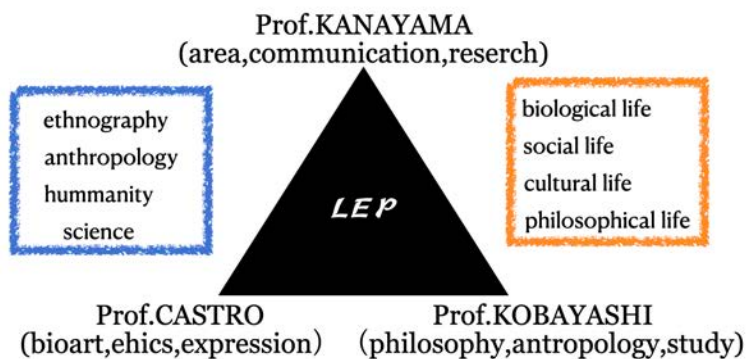 Prof.KANAYAMA
(area,communication,reserch)
ethnography
anthropology
hummanity
science
biological life
social life
cultural life
philosophical life
LEP
Prof.CASTRO
(bioart,ehics,expression)
Prof.KOBAYASHI
(philosophy,antropology,study)